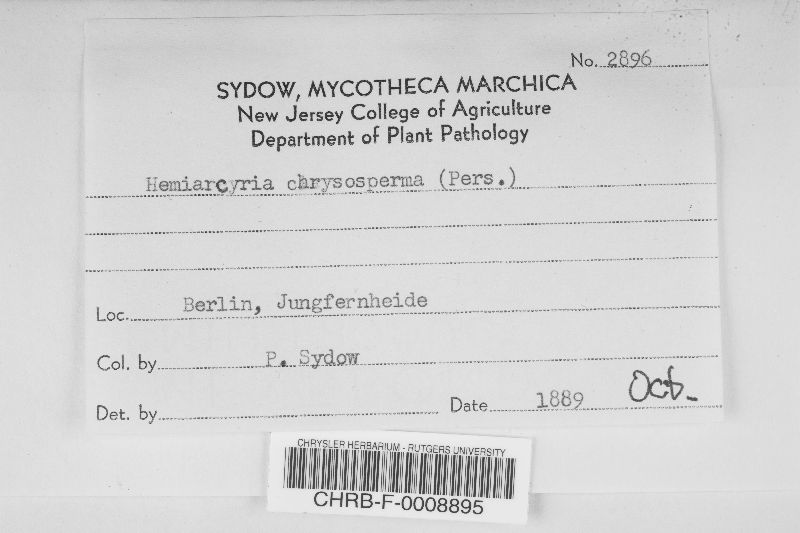 No. 2896
SYDOW, MYCOTHECA MARCHICA
New Jersey College of Agriculture
Department of Plant Pathology
Hemiarcyria chrysosperma (Pers.)
Loc. Berlin, Jungfernheide
Col. by P. Sydow
Det. by Date 1889 Oct.
CHRYSLER HERBARIUM - RUTGERS UNIVERSITY
CHRB-F-0008895